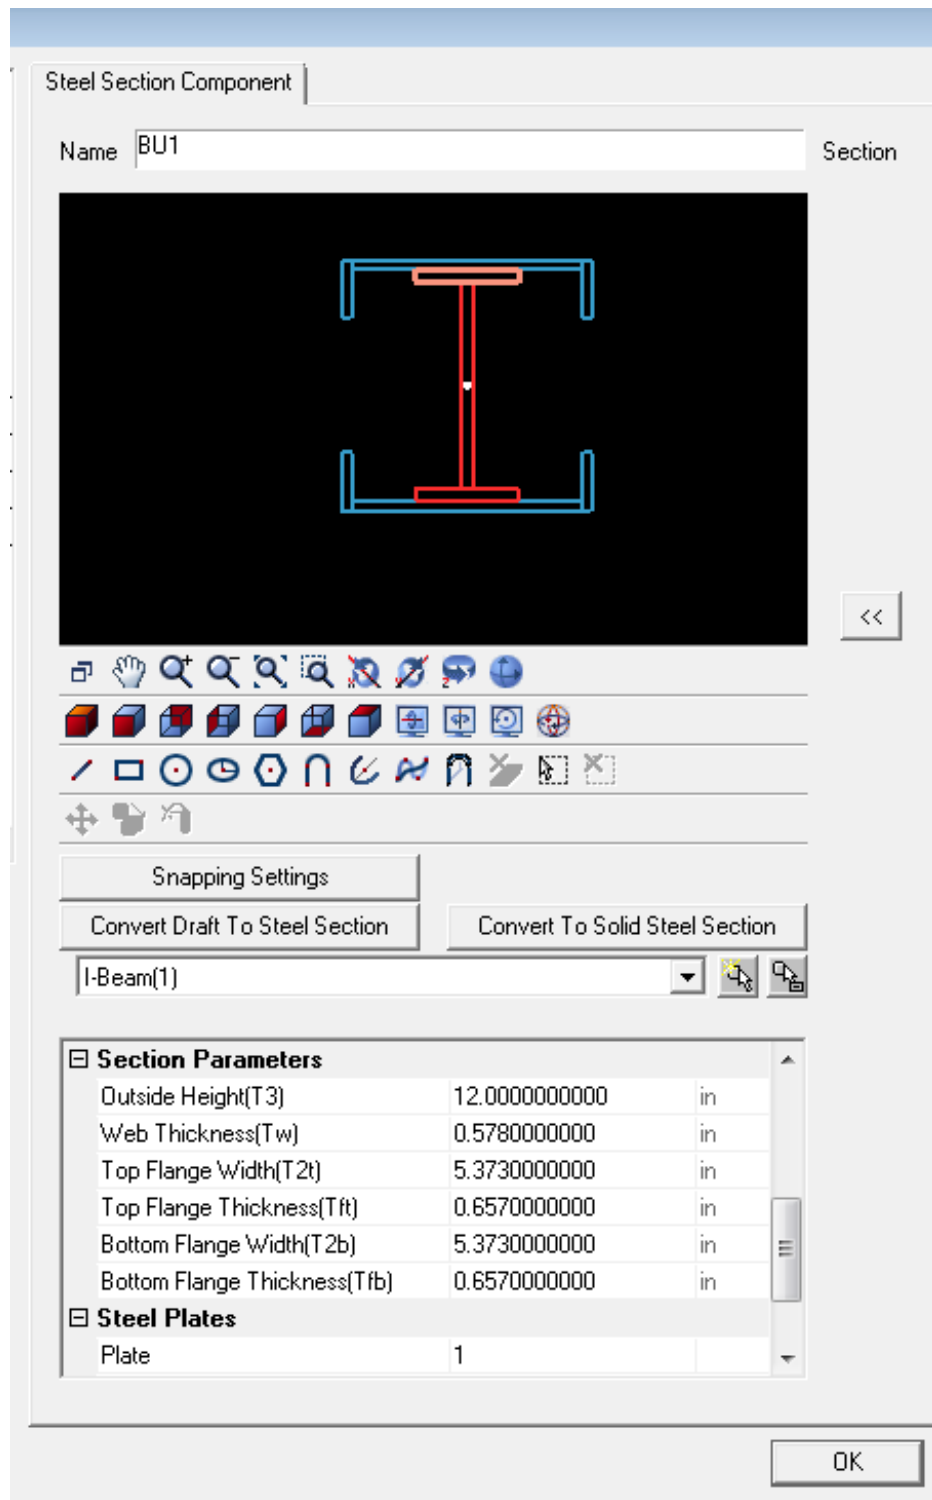 Steel Section Component
Name BU1 Section
<<
Snapping Settings
Convert Draft To Steel Section Convert To Solid Steel Section
I-Beam(1)
Section Parameters
Outside Height(T3) 12.0000000000 in
Web Thickness(Tw) 0.5780000000 in
Top Flange Width(T2t) 5.3730000000 in
Top Flange Thickness(Tft) 0.6570000000 in
Bottom Flange Width(T2b) 5.3730000000 in
Bottom Flange Thickness(Tfb) 0.6570000000 in
Steel Plates
Plate 1
OK